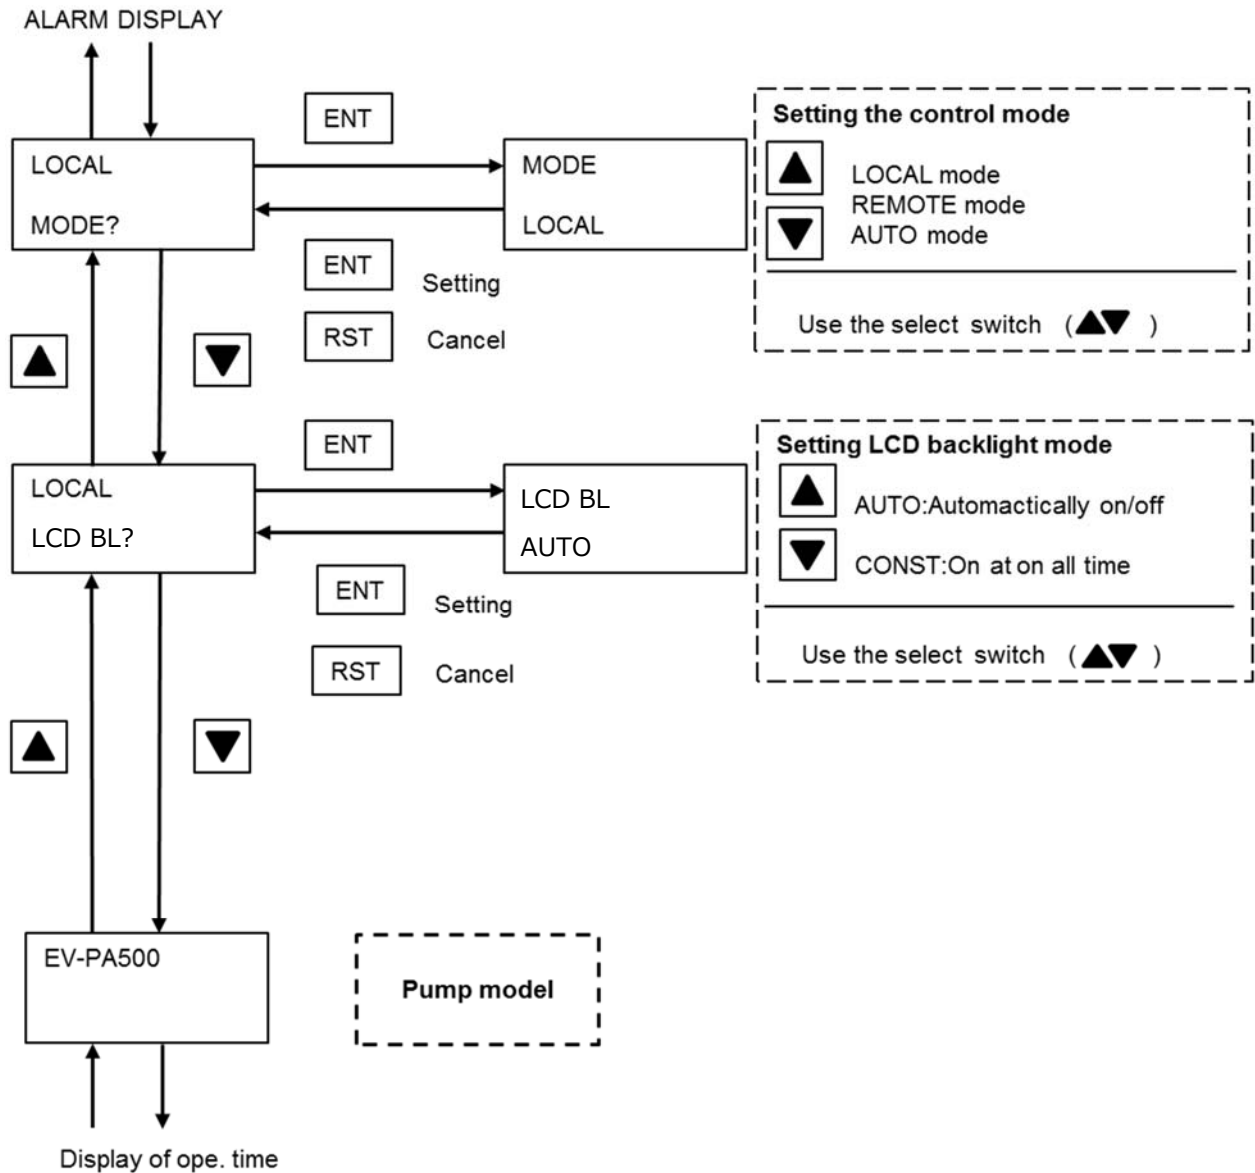 ALARM DISPLAY
ENT
LOCAL
MODE?
MODE
LOCAL
ENT
Setting
RST
Cancel
Setting the control mode
LOCAL mode
REMOTE mode
AUTO mode
Use the select switch (▲▼ )
ENT
LOCAL
LCD BL?
LCD BL
AUTO
ENT
Setting
RST
Cancel
Setting LCD backlight mode
AUTO:Automactically on/off
CONST:On at on all time
Use the select switch (▲▼ )
EV-PA500
Pump model
Display of ope. time